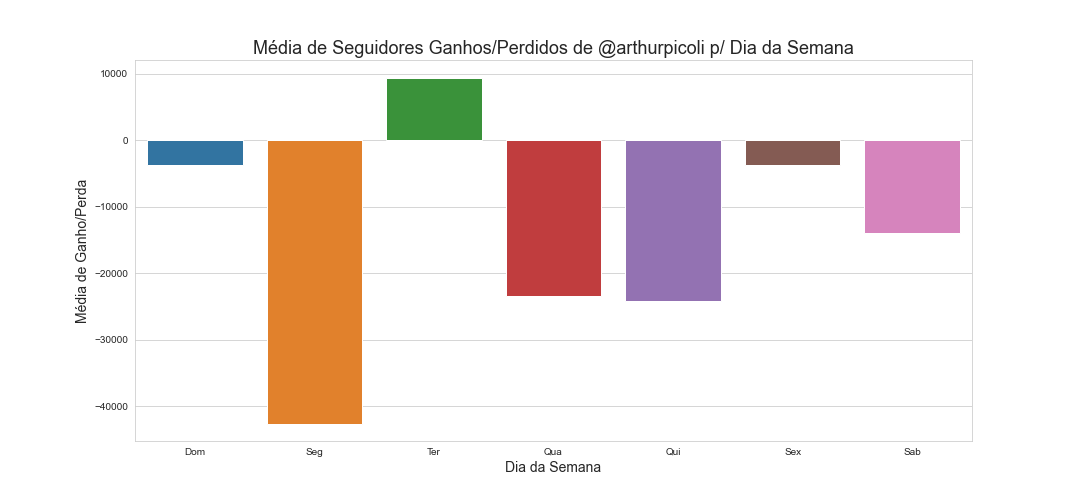 Média de Seguidores Ganhos/Perdidos de @arthurpicoli p/ Dia da Semana
10000
0
−10000
−20000
−30000
−40000
Média de Ganho/Perda
Dom Seg Ter Qua Qui Sex Sab
Dia da Semana